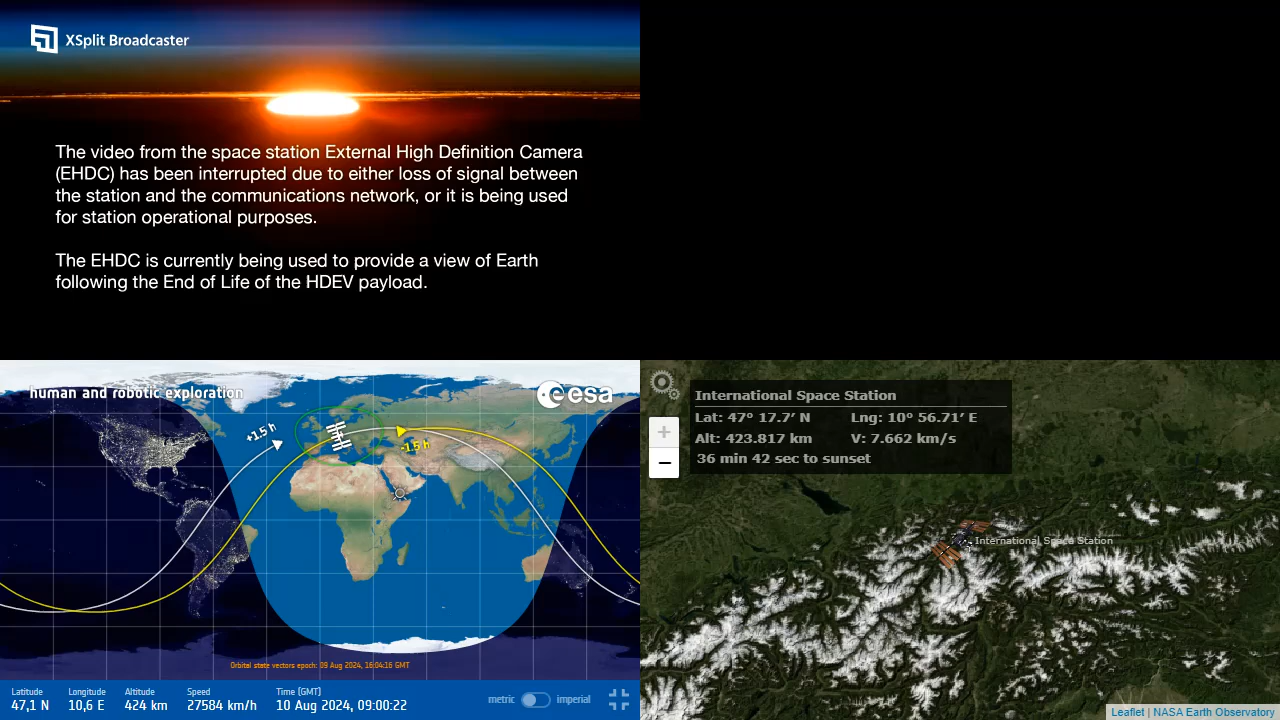 XSplit Broadcaster
The video from the space station External High Definition Camera
(EHDC) has been interrupted due to either loss of signal between
the station and the communications network, or it is being used
for station operational purposes.
The EHDC is currently being used to provide a view of Earth
following the End of Life of the HDEV payload.
human and robotic exploration
esa
+1.5 h
-1.5 h
Orbital state vectors epoch: 09 Aug 2024, 16:04:16 GMT
Latitude Longitude Altitude Speed Time (GMT)
47,1 N 10,6 E 424 km 27584 km/h 10 Aug 2024, 09:00:22
metric imperial
International Space Station
Lat: 47° 17.7′ N Lng: 10° 56.71′ E
Alt: 423.817 km V: 7.662 km/s
36 min 42 sec to sunset
+
−
International Space Station
Leaflet | NASA Earth Observatory